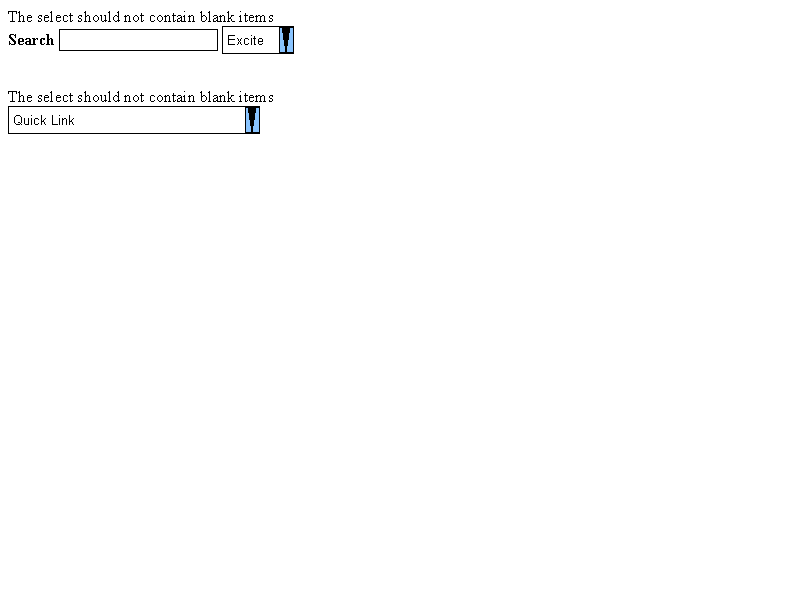 The select should not contain blank items
Search Excite
The select should not contain blank items
Quick Link